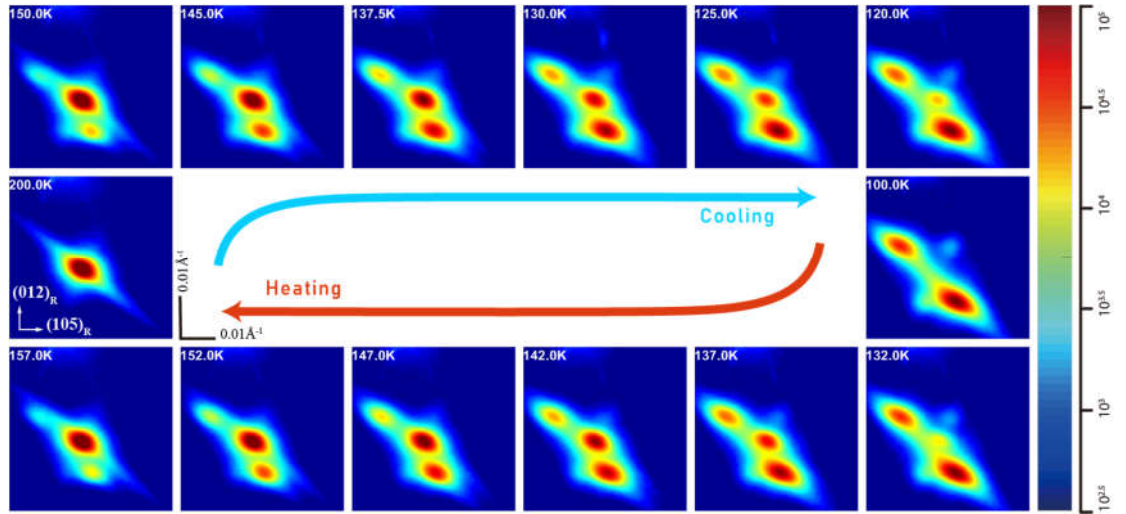 150.0K
145.0K
137.5K
130.0K
125.0K
120.0K
10⁵
10⁴·⁵
10⁴
10³·⁵
10³
10²·⁵
200.0K
(012)R
(105)R
0.01Å⁻¹
0.01Å⁻¹
Cooling
Heating
100.0K
157.0K
152.0K
147.0K
142.0K
137.0K
132.0K